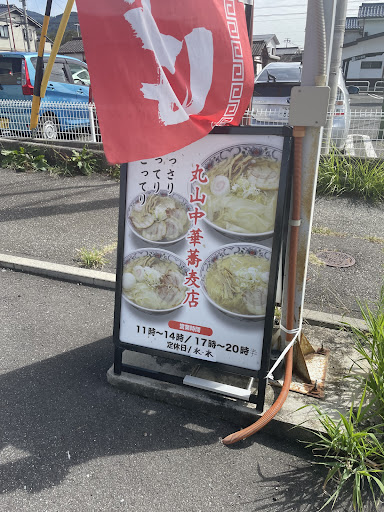 丸山中華蕎麦店
っさり
ってり
こってり
営業時間
11時～14時/17時～20時
定休日/水・木